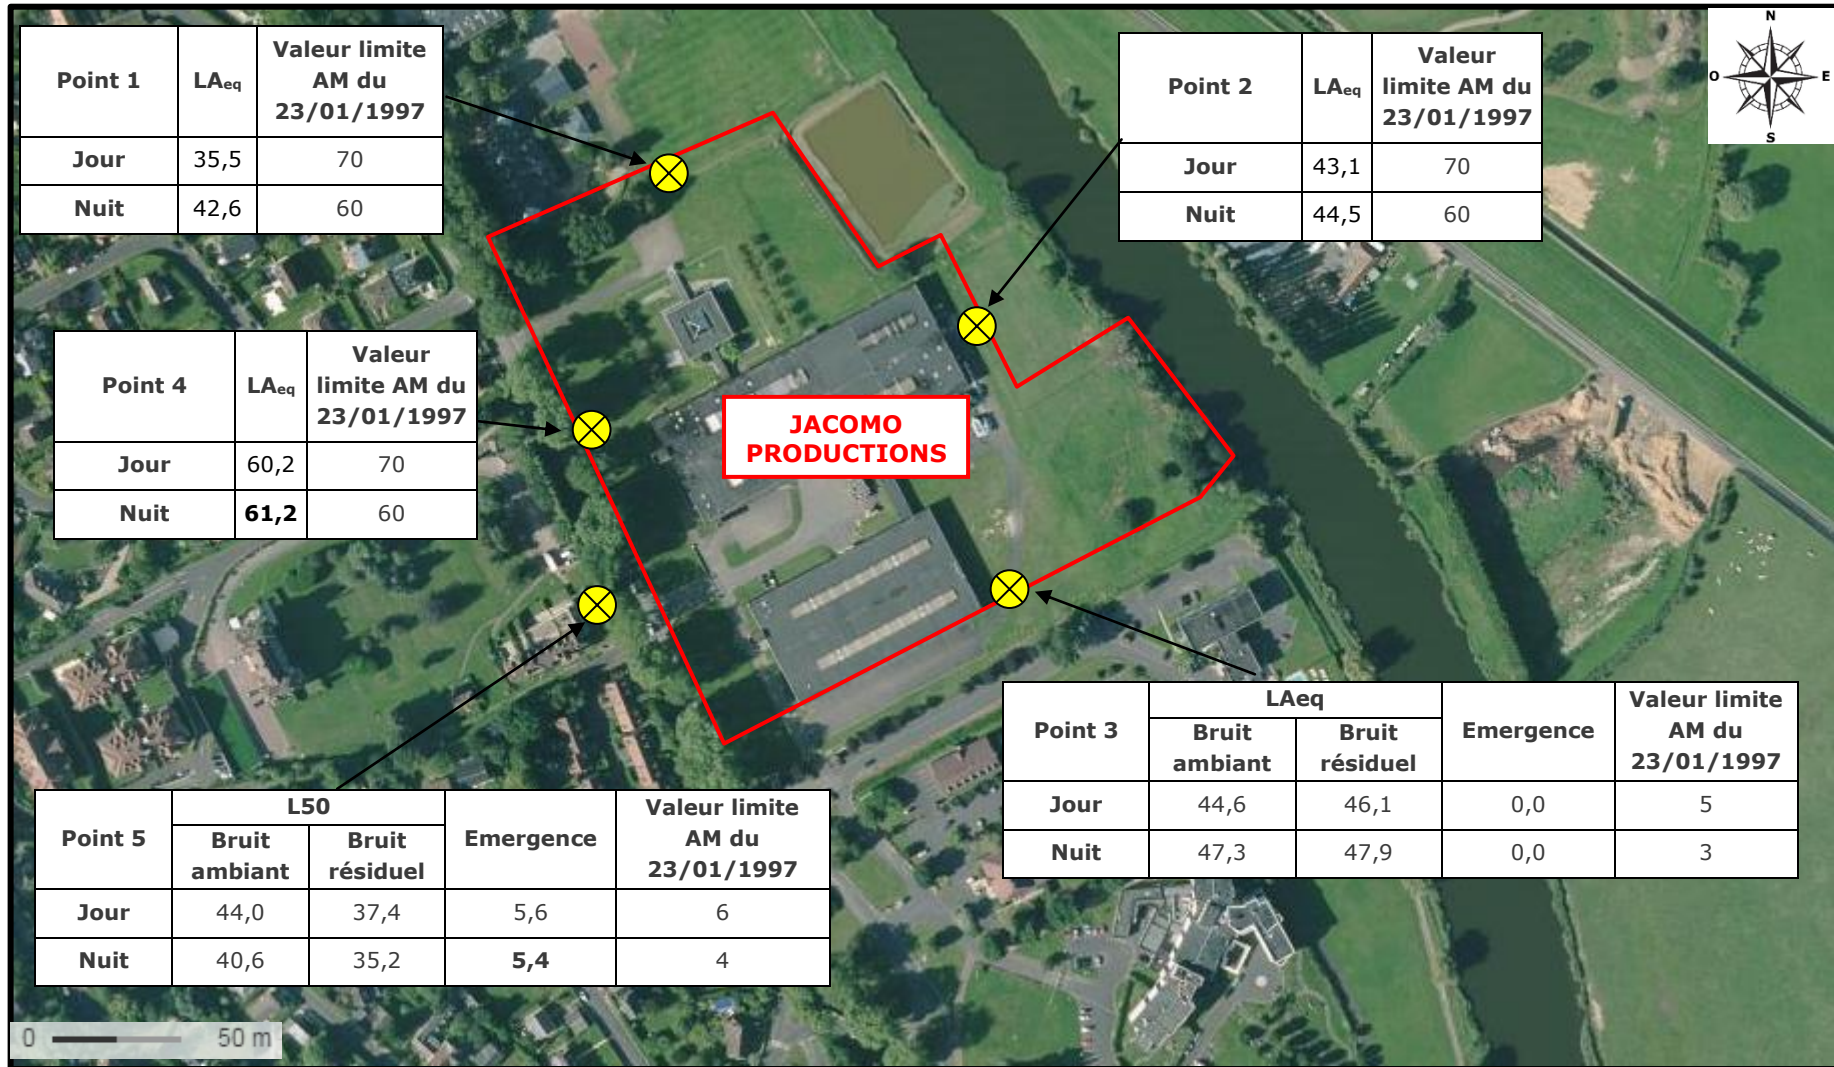 Point 1 LAeq Valeur limite AM du 23/01/1997
Jour 35,5 70
Nuit 42,6 60
Point 2 LAeq Valeur limite AM du 23/01/1997
Jour 43,1 70
Nuit 44,5 60
N
O E
S
Point 4 LAeq Valeur limite AM du 23/01/1997
Jour 60,2 70
Nuit 61,2 60
JACOMO
PRODUCTIONS
Point 3 LAeq Bruit ambiant Bruit résiduel Emergence Valeur limite AM du 23/01/1997
Jour 44,6 46,1 0,0 5
Nuit 47,3 47,9 0,0 3
Point 5 L50 Bruit ambiant Bruit résiduel Emergence Valeur limite AM du 23/01/1997
Jour 44,0 37,4 5,6 6
Nuit 40,6 35,2 5,4 4
0 50 m